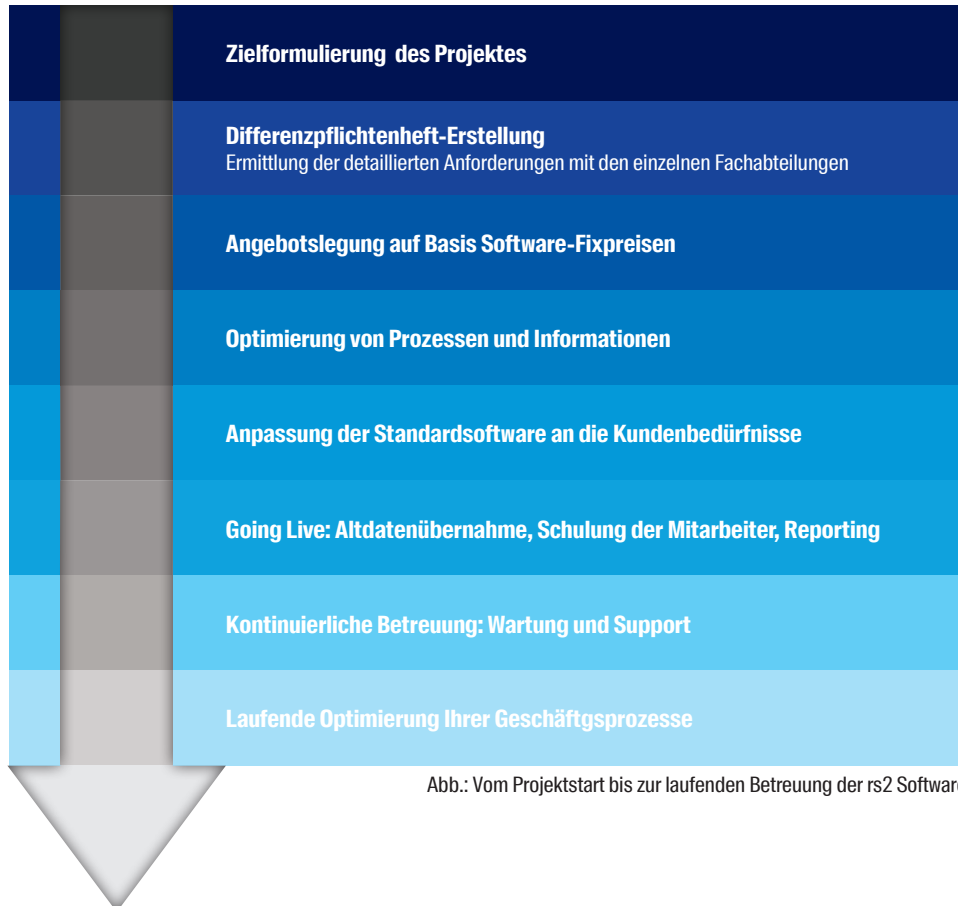 Zielformulierung des Projektes
Differenzpflichtenheft-Erstellung
Ermittlung der detaillierten Anforderungen mit den einzelnen Fachabteilungen
Angebotslegung auf Basis Software-Fixpreisen
Optimierung von Prozessen und Informationen
Anpassung der Standardsoftware an die Kundenbedürfnisse
Going Live: Altdatenübernahme, Schulung der Mitarbeiter, Reporting
Kontinuierliche Betreuung: Wartung und Support
Laufende Optimierung Ihrer Geschäftgsprozesse
Abb.: Vom Projektstart bis zur laufenden Betreuung der rs2 Software